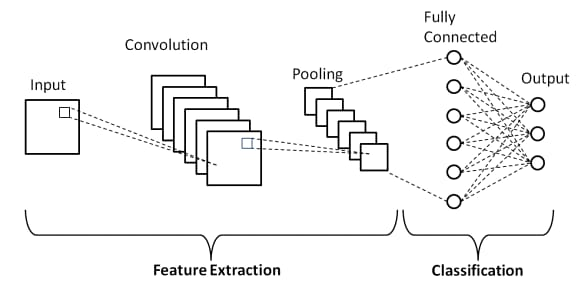 Input
Convolution
Pooling
Fully
Connected
Output
Feature Extraction
Classification